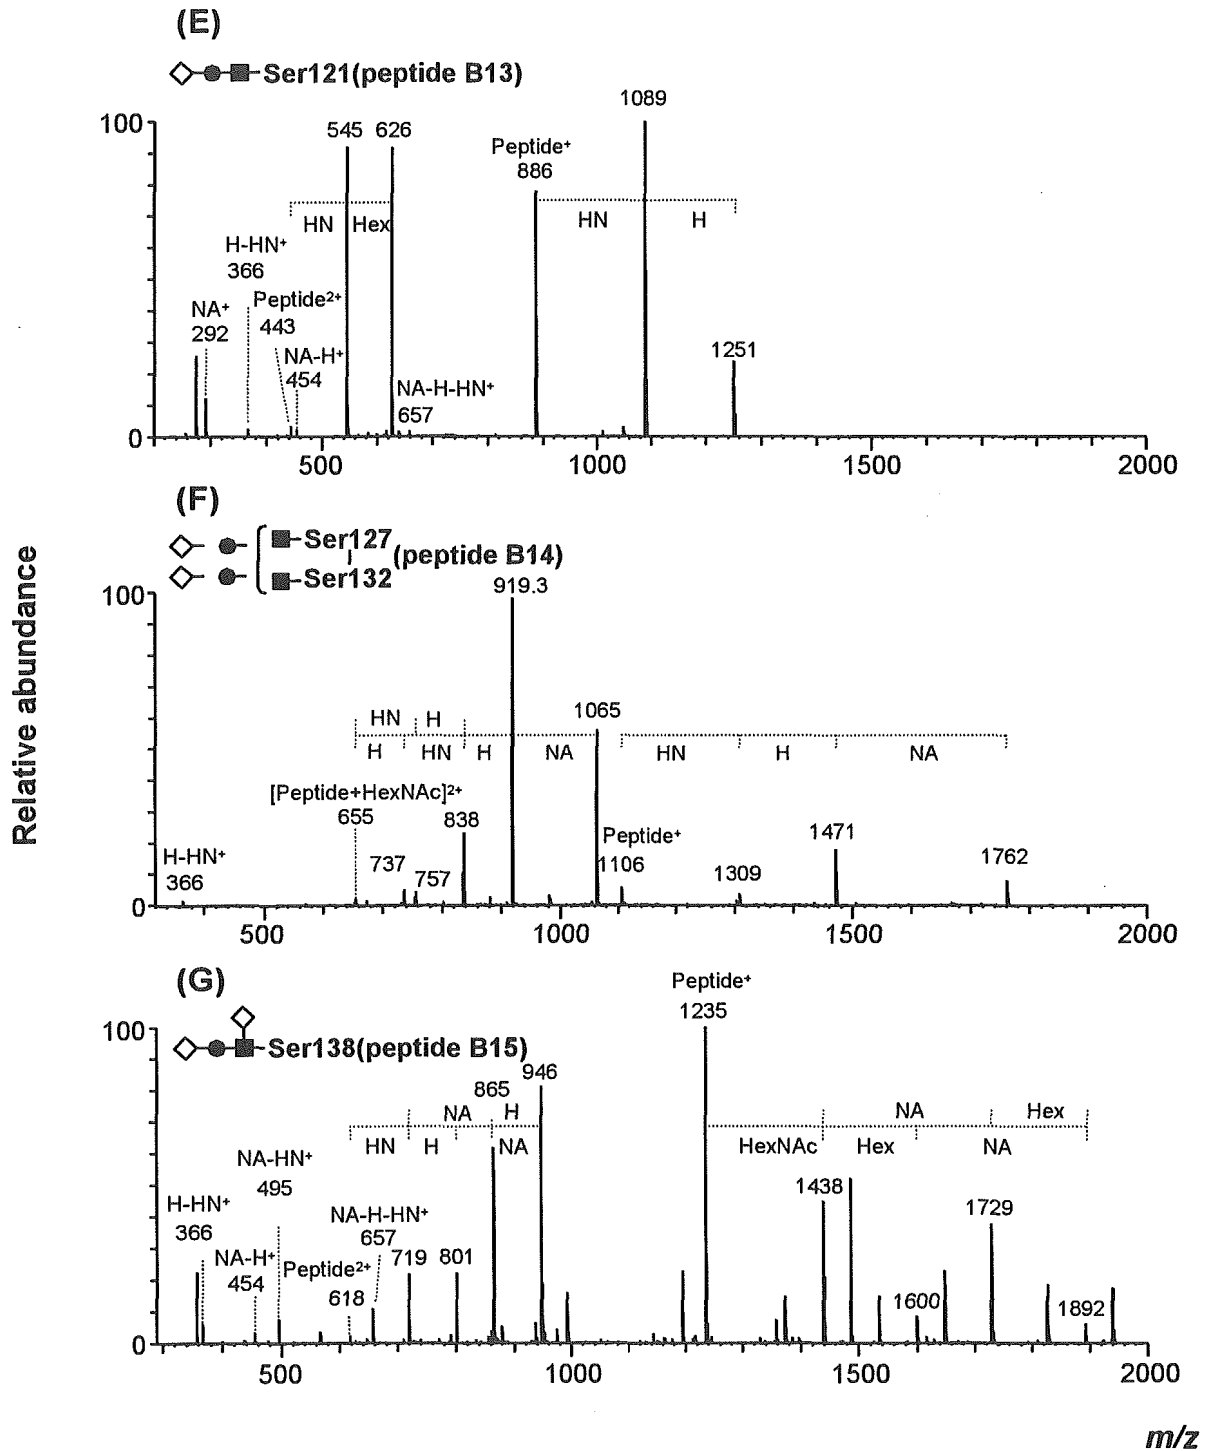 (E)
Ser121(peptide B13)
1089
100
545 626
Peptide+
886
HN Hex
HN H
H-HN+
366
Peptide2+
NA+
443
292
NA-H+
1251
454
NA-H-HN+
657
0
500 1000 1500 2000
(F)
Ser127
(peptide B14)
Ser132
919.3
100
1065
HN H
H HN H NA HN H NA
[Peptide+HexNAc]2+
655
838
Peptide+
1471
H-HN+
737
1106
1762
366
757
1309
0
500 1000 1500 2000
Relative abundance
(G)
Peptide+
1235
100
Ser138(peptide B15)
946
865
NA H
NA Hex
HN H NA
HexNAc Hex NA
NA-HN+
495
H-HN+
366
NA-H-HN+
657
1438
1729
NA-H+
454
719 801
Peptide2+
618
1600
1892
0
500 1000 1500 2000
m/z